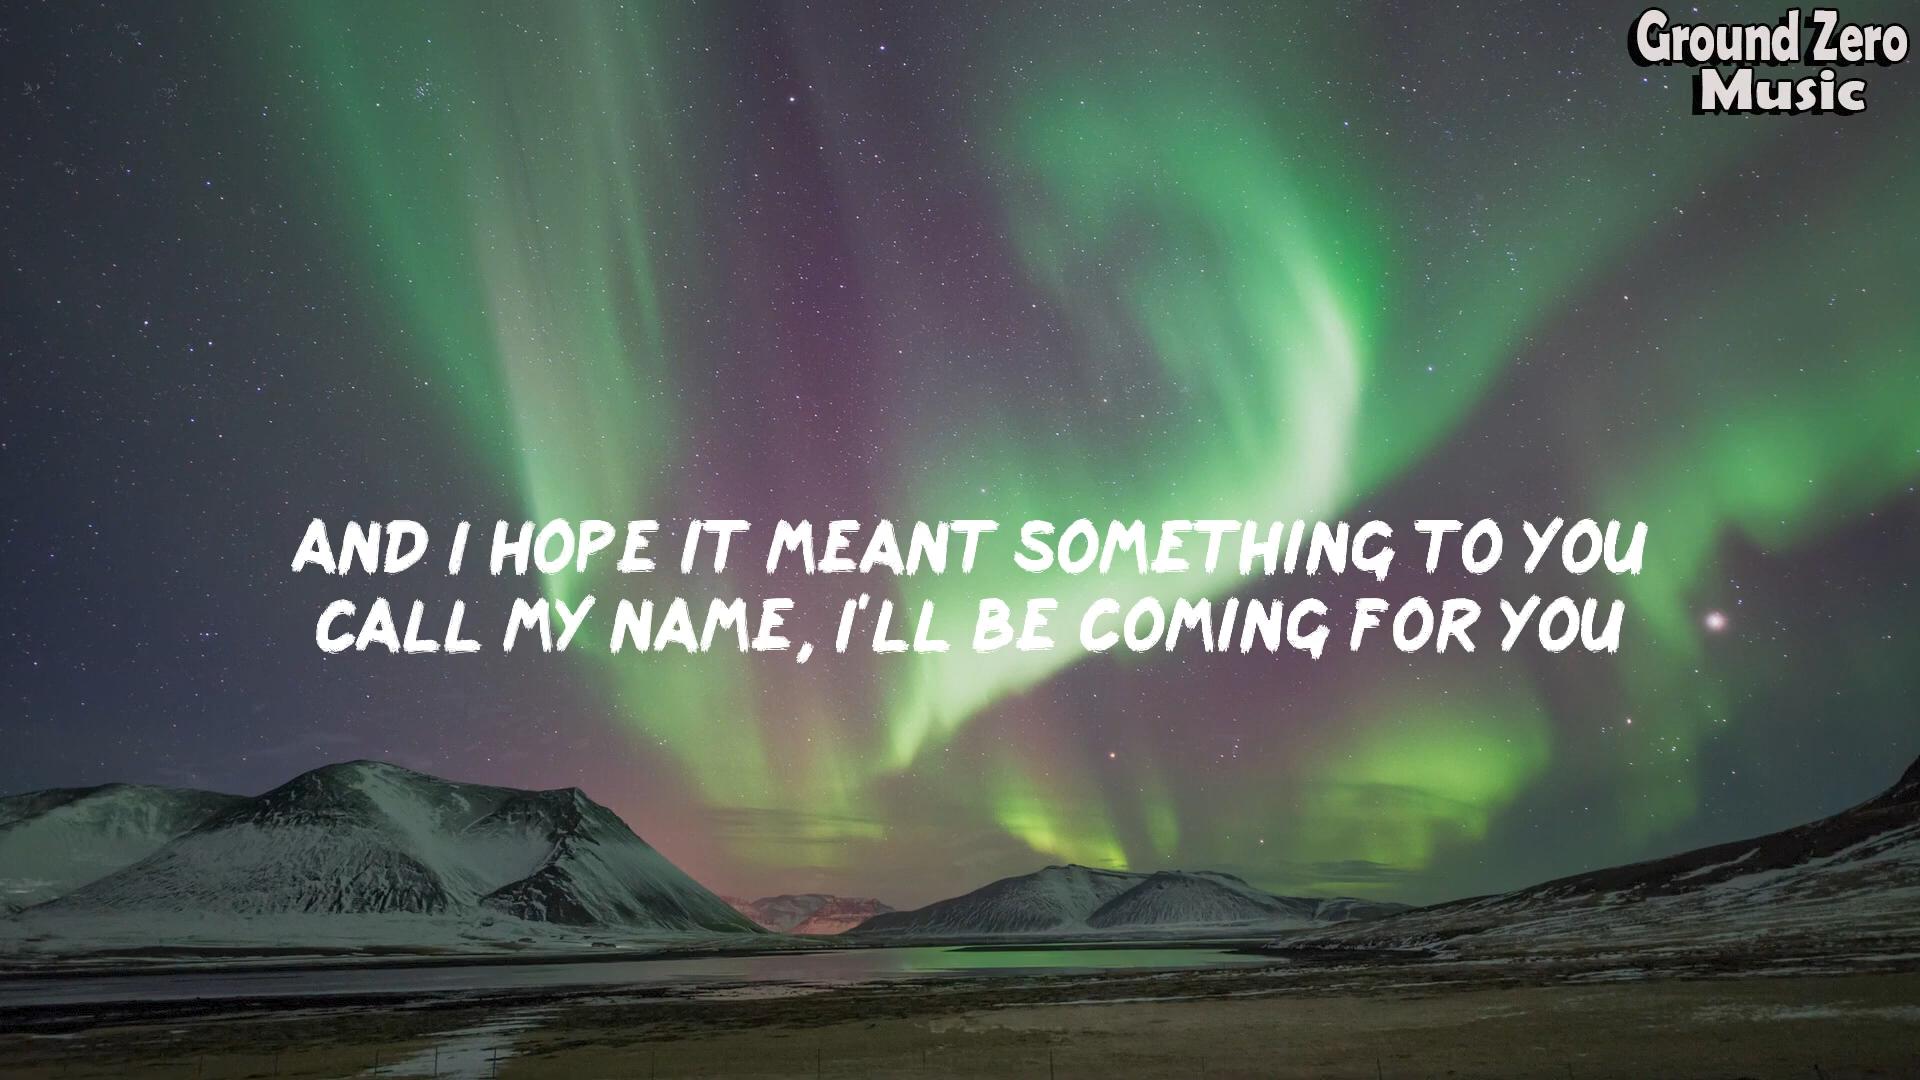 Ground Zero
Music
AND I HOPE IT MEANT SOMETHING TO YOU
CALL MY NAME, I'LL BE COMING FOR YOU